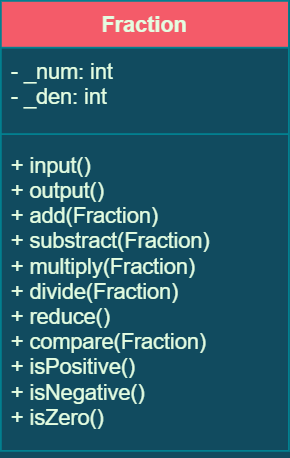 Fraction
- _num: int
- _den: int
+ input()
+ output()
+ add(Fraction)
+ substract(Fraction)
+ multiply(Fraction)
+ divide(Fraction)
+ reduce()
+ compare(Fraction)
+ isPositive()
+ isNegative()
+ isZero()